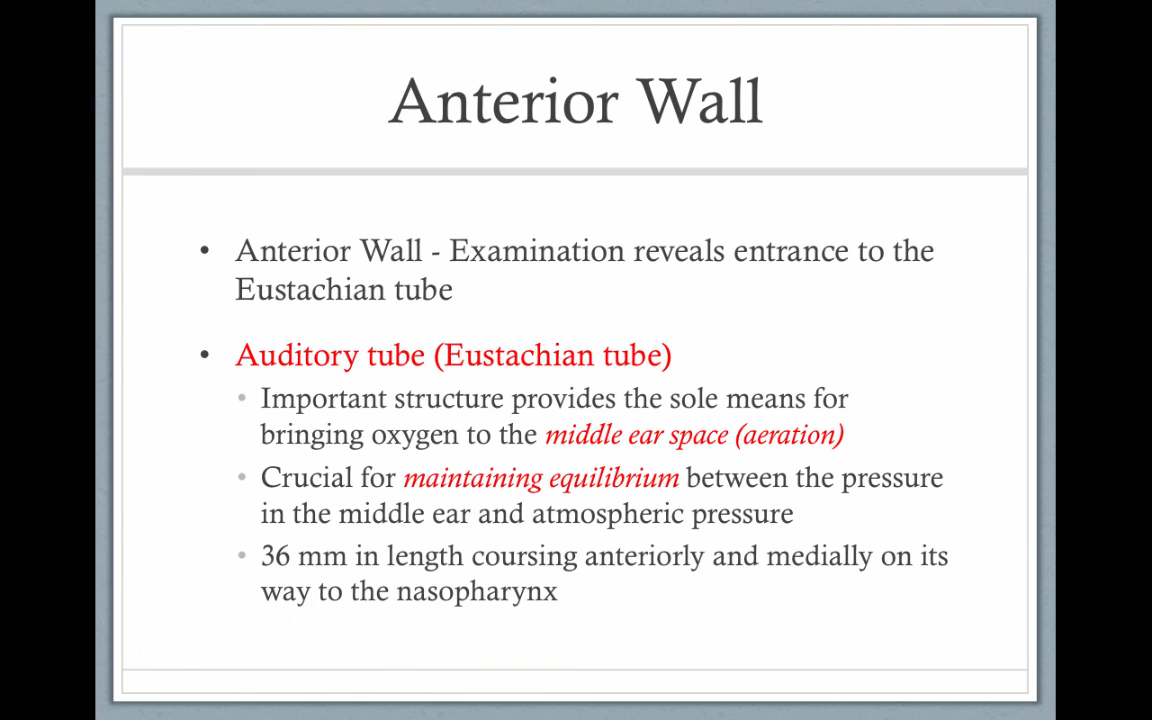 Anterior Wall
• Anterior Wall - Examination reveals entrance to the
Eustachian tube
• Auditory tube (Eustachian tube)
• Important structure provides the sole means for
bringing oxygen to the middle ear space (aeration)
• Crucial for maintaining equilibrium between the pressure
in the middle ear and atmospheric pressure
• 36 mm in length coursing anteriorly and medially on its
way to the nasopharynx